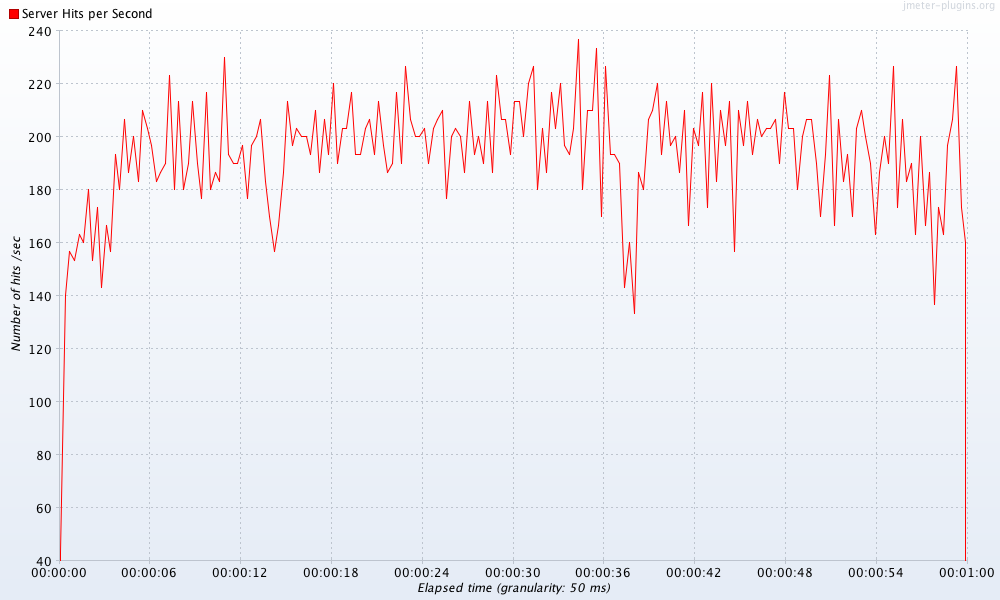 jmeter-plugins.org
Server Hits per Second
240
220
200
180
160
140
120
100
80
60
40
Number of hits /sec
00:00:00 00:00:06 00:00:12 00:00:18 00:00:24 00:00:30 00:00:36 00:00:42 00:00:48 00:00:54 00:01:00
Elapsed time (granularity: 50 ms)